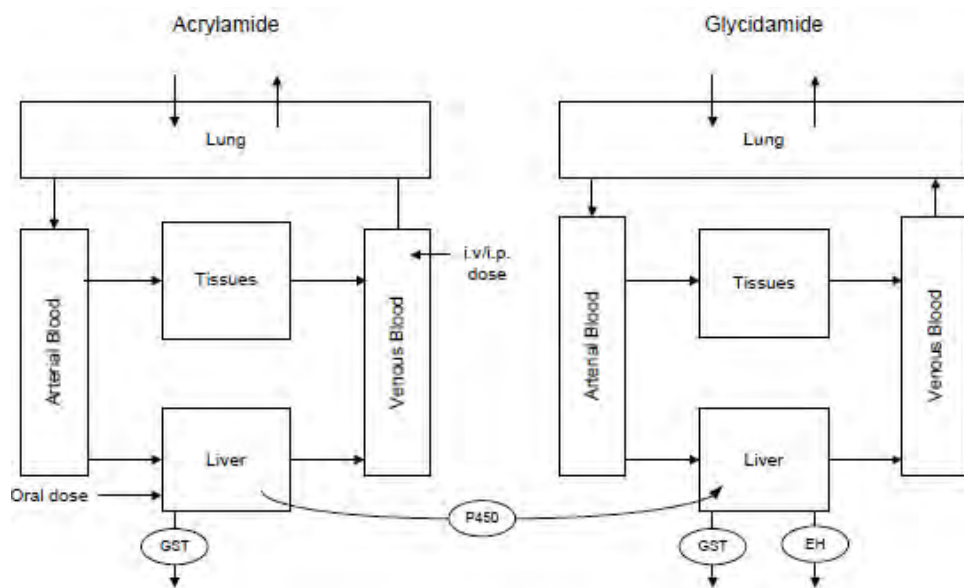 Acrylamide
Glycidamide
Lung
Lung
Arterial Blood
Tissues
Venous Blood
i.v/i.p.
dose
Arterial Blood
Tissues
Venous Blood
Liver
Liver
Oral dose
P450
GST
GST
EH